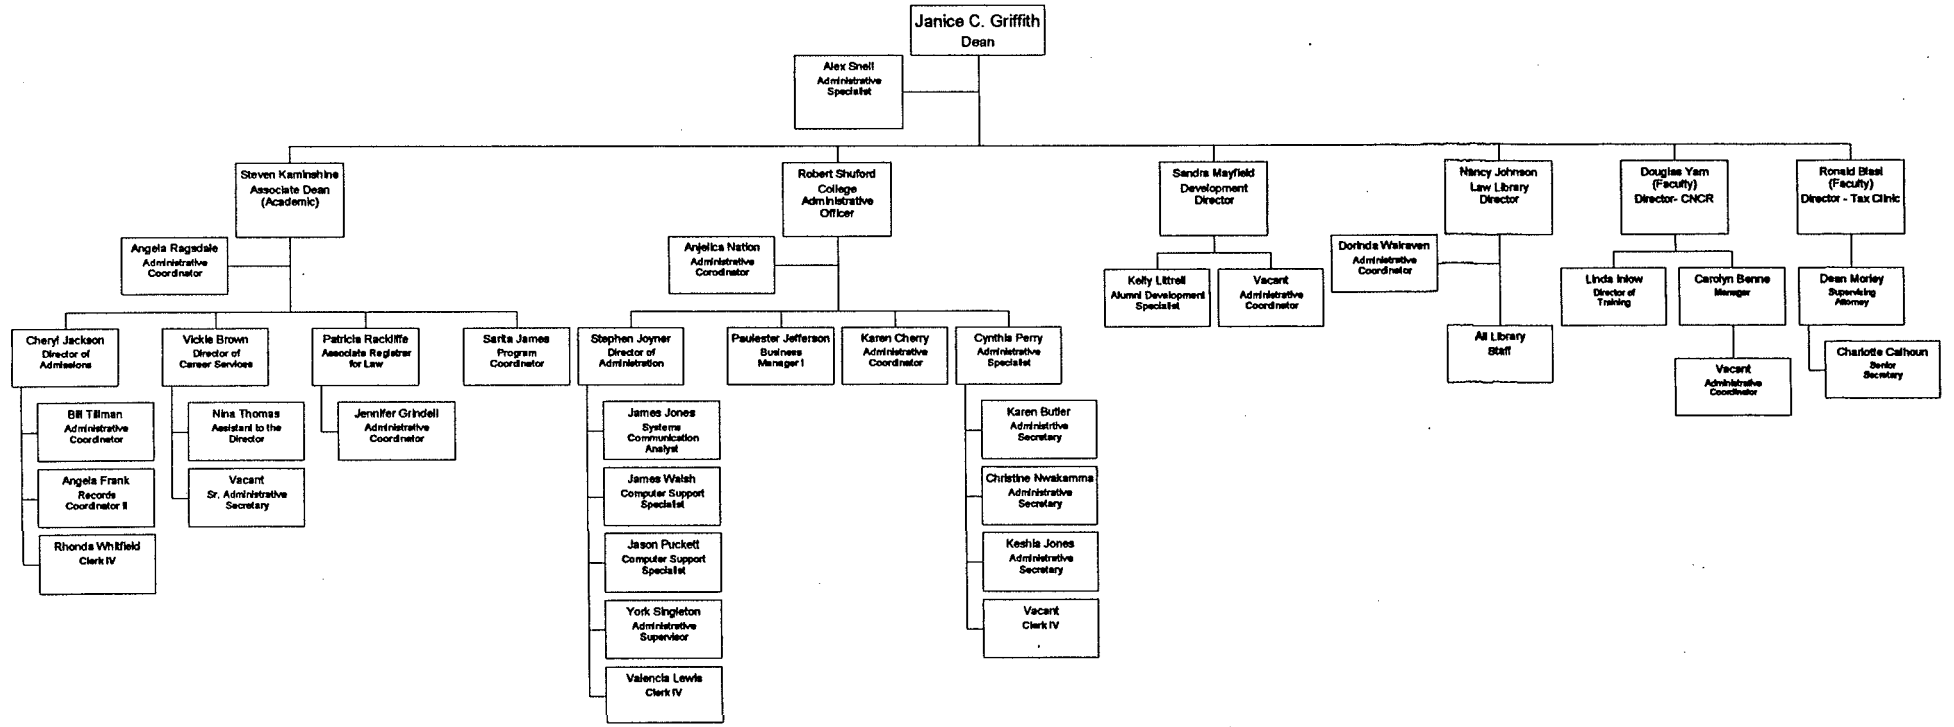 Janice C. Griffith
Dean
Alex Snell
Administrative
Specialist
Steven Kaminshine
Associate Dean
(Academic)
Robert Shuford
College
Administrative
Officer
Sandra Mayfield
Development
Director
Nancy Johnson
Law Library
Director
Douglas Yarn
(Faculty)
Director- CNCR
Ronald Blasi
(Faculty)
Director - Tax Clinic
Angela Ragsdale
Administrative
Coordinator
Anjelica Nation
Administrative
Corodinator
Dorinda Walraven
Administrative
Coordinator
Kelly Littrell
Alumni Development
Specialist
Vacant
Administrative
Coordinator
Linda Inlow
Director of
Training
Carolyn Benne
Manager
Dean Morley
Supervising
Attorney
Cheryl Jackson
Director of
Admissions
Vickie Brown
Director of
Career Services
Patricia Rackliffe
Associate Registrar
for Law
Sarita James
Program
Coordinator
Stephen Joyner
Director of
Administration
Paulester Jefferson
Business
Manager I
Karen Cherry
Administrative
Coordinator
Cynthia Perry
Administrative
Specialist
All Library
Staff
Vacant
Administrative
Coordinator
Charlotte Calhoun
Senior
Secretary
Bill Tillman
Administrative
Coordinator
Nina Thomas
Assistant to the
Director
Jennifer Grindell
Administrative
Coordinator
James Jones
Systems
Communication
Analyst
Karen Butler
Administrtive
Secretary
Angela Frank
Records
Coordinator II
Vacant
Sr. Administrative
Secretary
James Walsh
Computer Support
Specialist
Christine Nwakamma
Administrative
Secretary
Rhonda Whitfield
Clerk IV
Jason Puckett
Computer Support
Specialist
Keshia Jones
Administrative
Secretary
York Singleton
Administrative
Supervisor
Vacant
Clerk IV
Valencia Lewis
Clerk IV